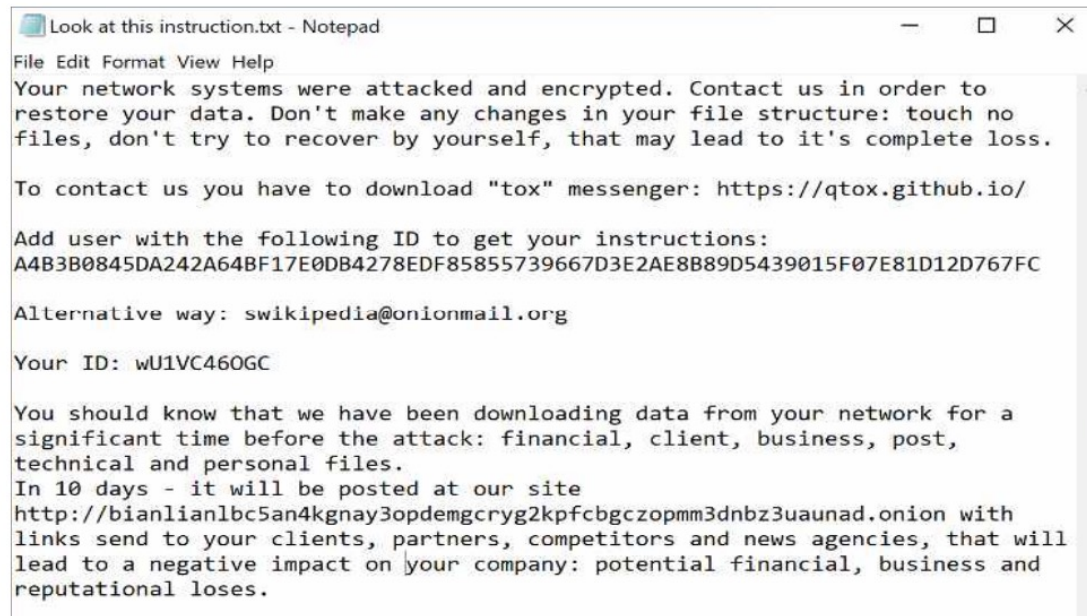 Look at this instruction.txt - Notepad
File Edit Format View Help
Your network systems were attacked and encrypted. Contact us in order to
restore your data. Don't make any changes in your file structure: touch no
files, don't try to recover by yourself, that may lead to it's complete loss.
To contact us you have to download "tox" messenger: https://qtox.github.io/
Add user with the following ID to get your instructions:
A4B3B0845DA242A64BF17E0DB4278EDF85855739667D3E2AE8B89D5439015F07E81D12D767FC
Alternative way: swikipedia@onionmail.org
Your ID: wU1VC46OGC
You should know that we have been downloading data from your network for a
significant time before the attack: financial, client, business, post,
technical and personal files.
In 10 days - it will be posted at our site
http://bianlianlbc5an4kgnay3opdemgcryg2kpfcbgczopmm3dnbz3uaunad.onion with
links send to your clients, partners, competitors and news agencies, that will
lead to a negative impact on your company: potential financial, business and
reputational loses.